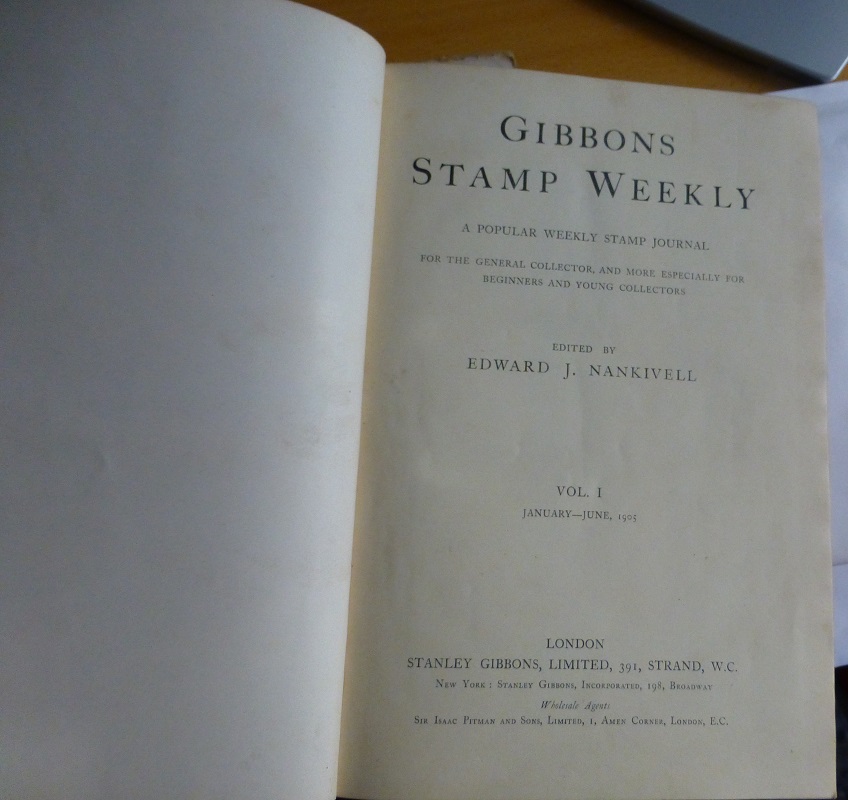 GIBBONS
STAMP WEEKLY
A POPULAR WEEKLY STAMP JOURNAL
FOR THE GENERAL COLLECTOR, AND MORE ESPECIALLY FOR
BEGINNERS AND YOUNG COLLECTORS
EDITED BY
EDWARD J. NANKIVELL
VOL. I
JANUARY—JUNE, 1905
LONDON
STANLEY GIBBONS, LIMITED, 391, STRAND, W.C.
NEW YORK: STANLEY GIBBONS, INCORPORATED, 198, BROADWAY
Wholesale Agents
SIR ISAAC PITMAN AND SONS, LIMITED, 1, AMEN CORNER, LONDON, E.C.